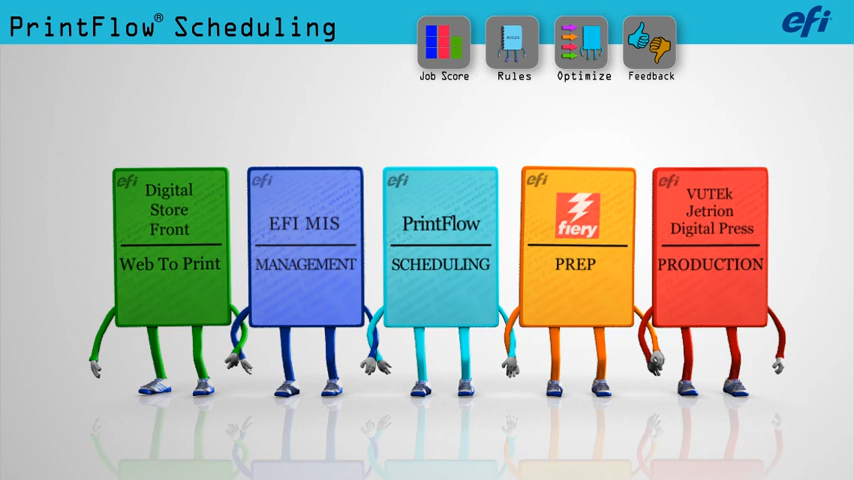 PrintFlow® Scheduling
efi
Job Score
Rules
Optimize
Feedback
efi
Digital
Store
Front
Web To Print
efi
EFI MIS
MANAGEMENT
efi
PrintFlow
SCHEDULING
efi
fiery
PREP
efi
VUTEk
Jetrion
Digital Press
PRODUCTION